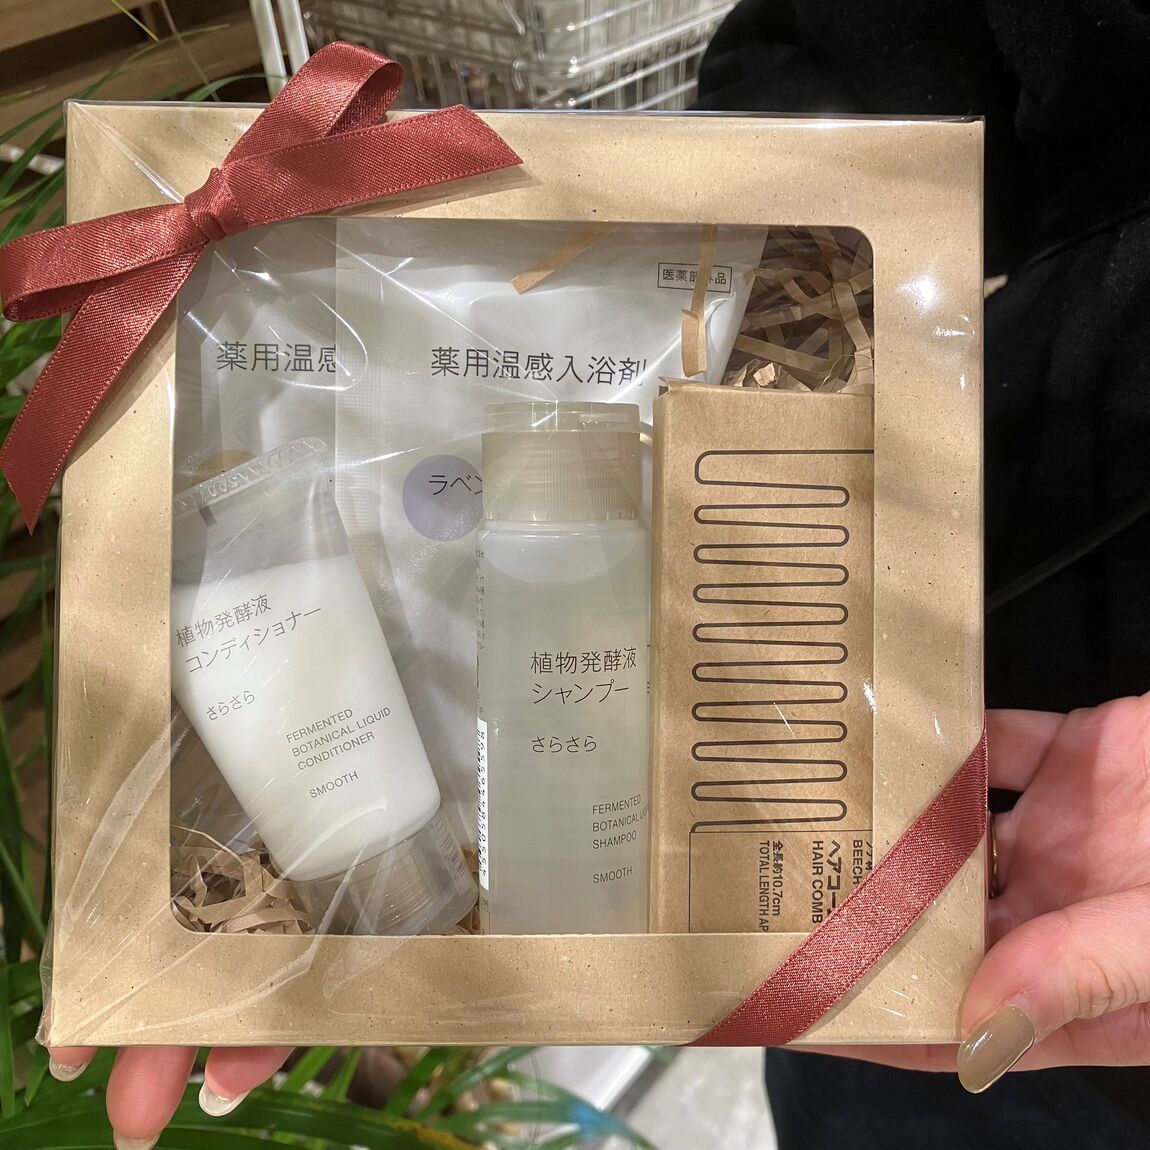 医薬部外品
薬用温感
薬用温感入浴剤
ラベン
植物発酵液
コンディショナー
さらさら
FERMENTED
BOTANICAL LIQUID
CONDITIONER
SMOOTH
植物発酵液
シャンプー
さらさら
FERMENTED
BOTANICAL LIQU
SHAMPOO
SMOOTH
BEECH
ヘアコー
HAIR COMB
全長約10.7cm
TOTAL LENGTH AP